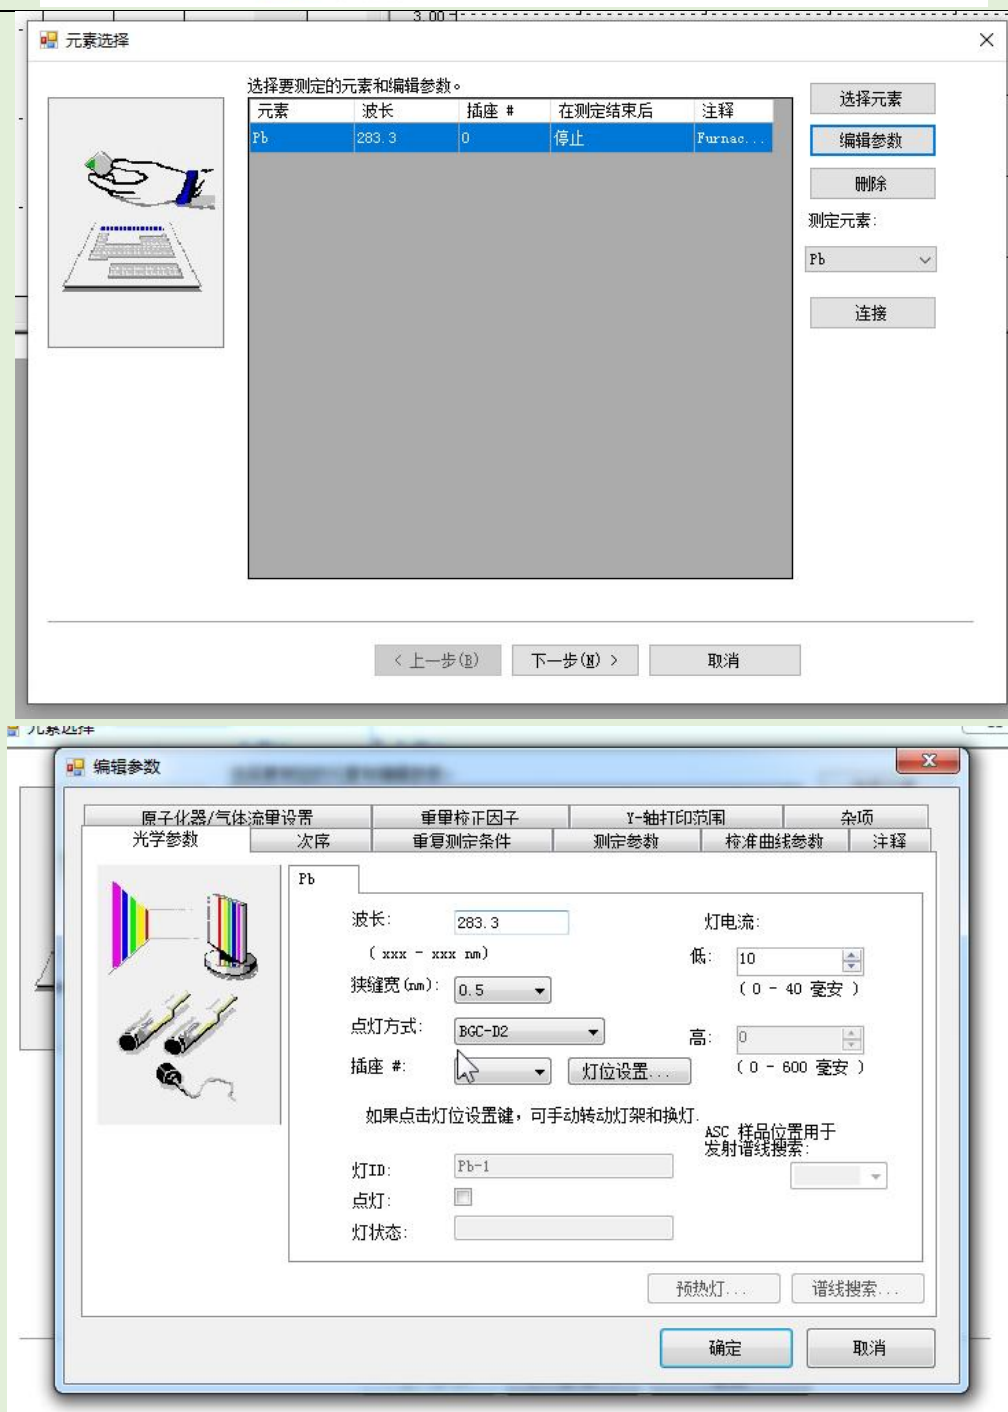 3.00
元素选择
选择要测定的元素和编辑参数。
元素 波长 插座 # 在测定结束后 注释
Pb 283.3 0 停止 Furnac...
选择元素
编辑参数
删除
测定元素:
Pb
连接
< 上一步(B) 下一步(N) > 取消
元素选择
编辑参数
原子化器/气体流量设置 重量校正因子 Y-轴打印范围 杂项
光学参数 次序 重复测定条件 测定参数 校准曲线参数 注释
Pb
波长: 283.3 灯电流:
( xxx - xxx nm) 低: 10
狭缝宽(nm): 0.5 ( 0 - 40 毫安 )
点灯方式: BGC-D2 高: 0
插座 #: 灯位设置... ( 0 - 600 毫安 )
如果点击灯位设置键，可手动转动灯架和换灯.
ASC 样品位置用于
发射谱线搜索:
灯ID: Pb-1
点灯:
灯状态:
预热灯... 谱线搜索...
确定 取消